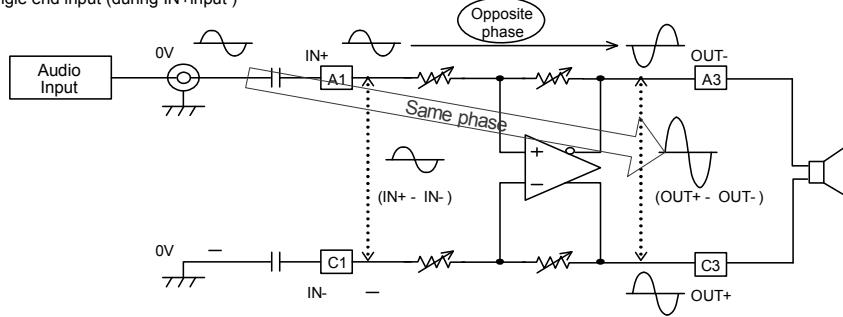 ngle end input (during IN+input )
Opposite
phase
0V
IN+
OUT-
Audio
Input
A1
A3
Same phase
+
−
(IN+ - IN- )
(OUT+ - OUT- )
0V
−
C1
C3
IN-
−
OUT+